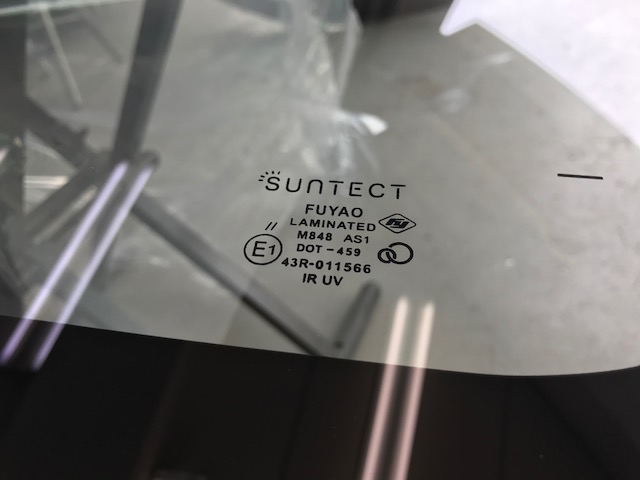 SUNTECT
FUYAO
LAMINATED
M848 AS1
DOT-459
E1
43R-011566
IR UV